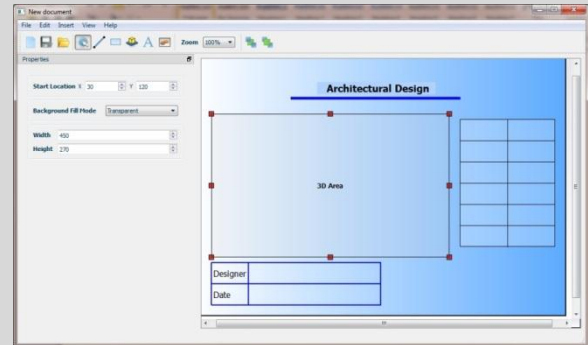 New document
File Edit Insert View Help
A Zoom 100%
Properties
Start Location X 30 Y 120
Background Fill Mode Transparent
Width 450
Height 270
Architectural Design
3D Area
Designer
Date